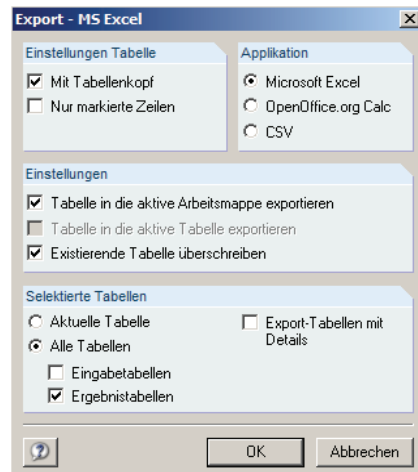 Export - MS Excel
Einstellungen Tabelle
Mit Tabellenkopf
Nur markierte Zeilen
Applikation
Microsoft Excel
OpenOffice.org Calc
CSV
Einstellungen
Tabelle in die aktive Arbeitsmappe exportieren
Tabelle in die aktive Tabelle exportieren
Existierende Tabelle überschreiben
Selektierte Tabellen
Aktuelle Tabelle
Alle Tabellen
Eingabetabellen
Ergebnistabellen
Export-Tabellen mit
Details
OK
Abbrechen